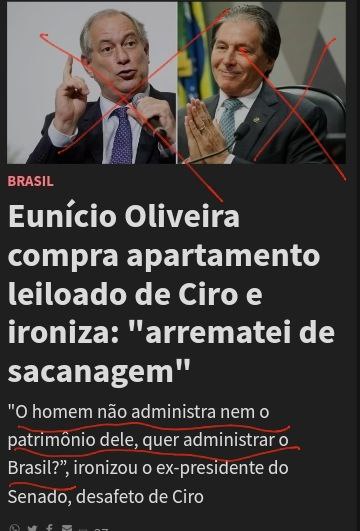 BRASIL
Eunício Oliveira
compra apartamento
leiloado de Ciro e
ironiza: "arrematei de
sacanagem"
"O homem não administra nem o
patrimônio dele, quer administrar o
Brasil?”, ironizou o ex-presidente do
Senado, desafeto de Ciro